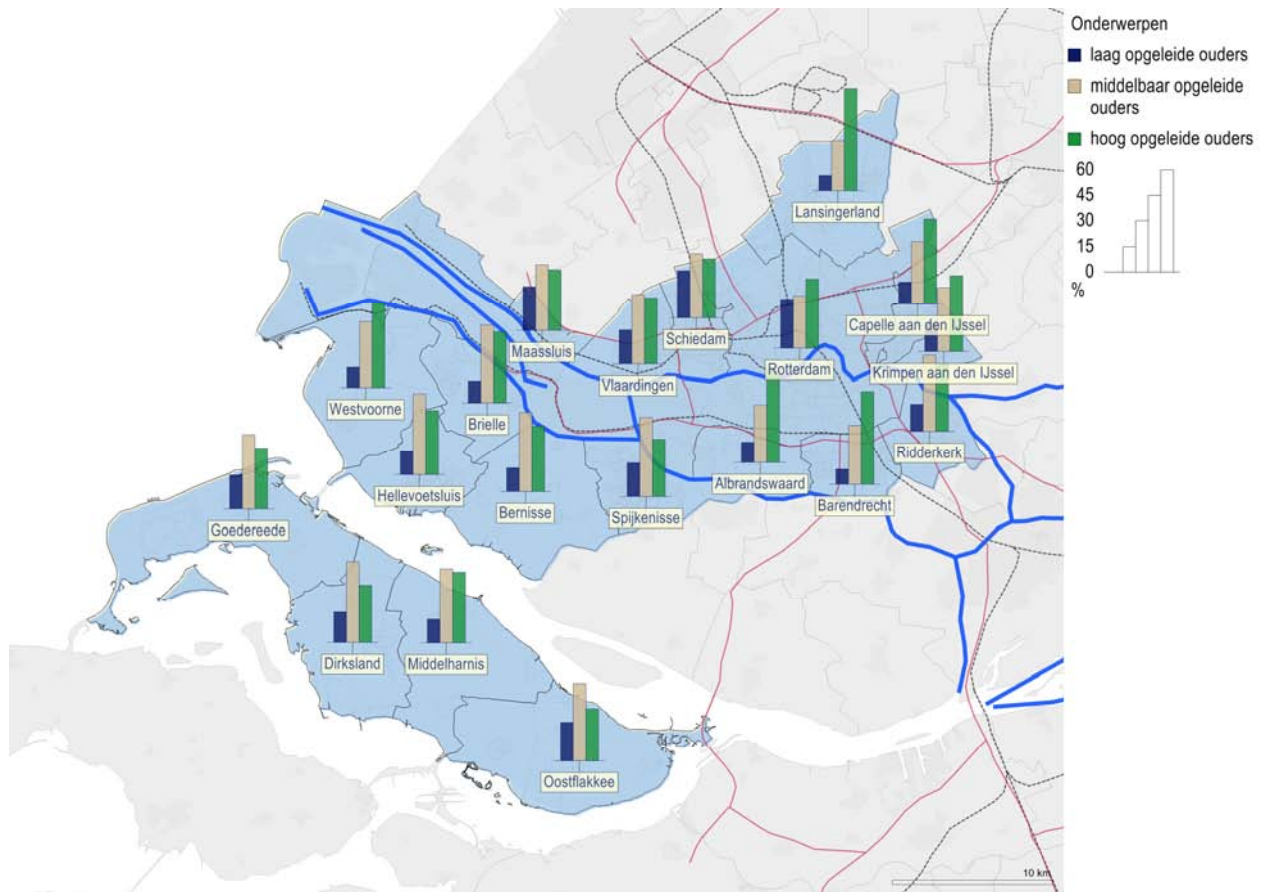 Onderwerpen
laag opgeleide ouders
middelbaar opgeleide
ouders
hoog opgeleide ouders
60
45
30
15
0
%
Lansingerland
Capelle aan den IJssel
Maassluis
Schiedam
Rotterdam
Krimpen aan den IJssel
Vlaardingen
Westvoorne
Brielle
Ridderkerk
Hellevoetsluis
Albrandswaard
Barendrecht
Bernisse
Spijkenisse
Goedereede
Dirksland
Middelharnis
Oostflakkee
10 km